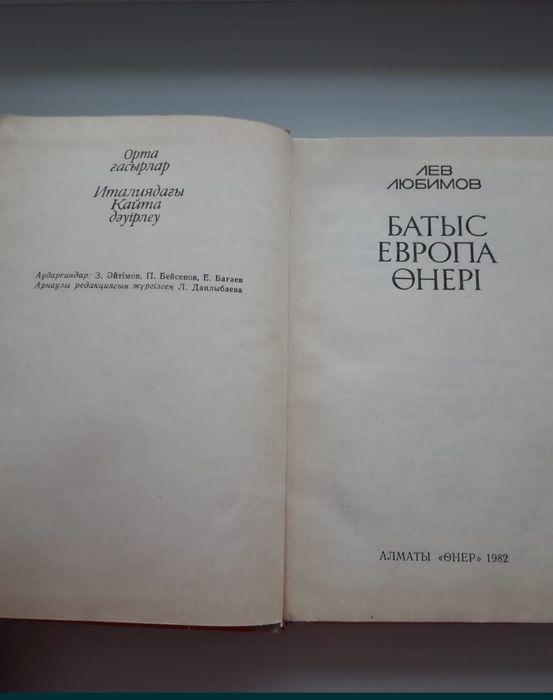 Орта
ғасырлар
Италиядағы
Қайта
дәуірлеу
Аударғандар: З. Әйтімов, П. Бейсенов, Е. Бағаев
Арнаулы редакциясын жүргізген Л. Данлыбаева
ЛЕВ
ЛЮБИМОВ
БАТЫС
ЕВРОПА
ӨНЕРІ
АЛМАТЫ «ӨНЕР» 1982